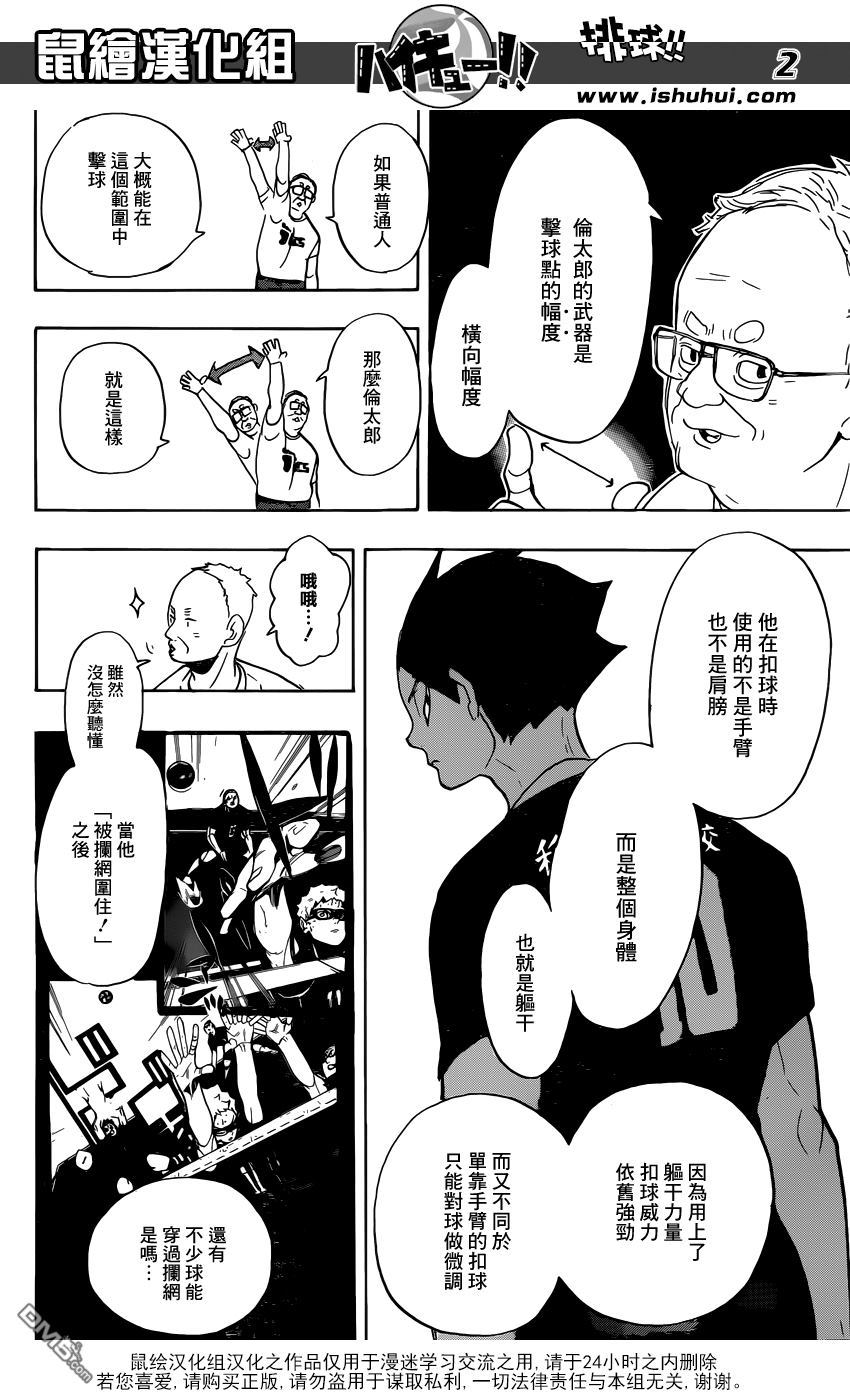 鼠繪漢化組
ハイキュー!!
排球!!
2
www.ishuhui.com
倫太郎的武器是
擊球點的幅度
橫向幅度
如果普通人
大概能在
這個範圍中
擊球
那麼倫太郎
就是這樣
他在扣球時
使用的不是手臂
也不是肩膀
而是整個身體
也就是軀干
因為用上了
軀干力量
扣球威力
依舊強勁
而又不同於
單靠手臂的扣球
只能對球做微調
哦哦…!
雖然
沒怎麼聽懂
當他
「被攔網圍住!」
之後
還有
不少球能
穿過攔網
是嗎…
10
鼠绘汉化组汉化之作品仅用于漫迷学习交流之用, 请于24小时之内删除
若您喜爱, 请购买正版, 请勿盗用于谋取私利, 一切法律责任与本组无关, 谢谢。